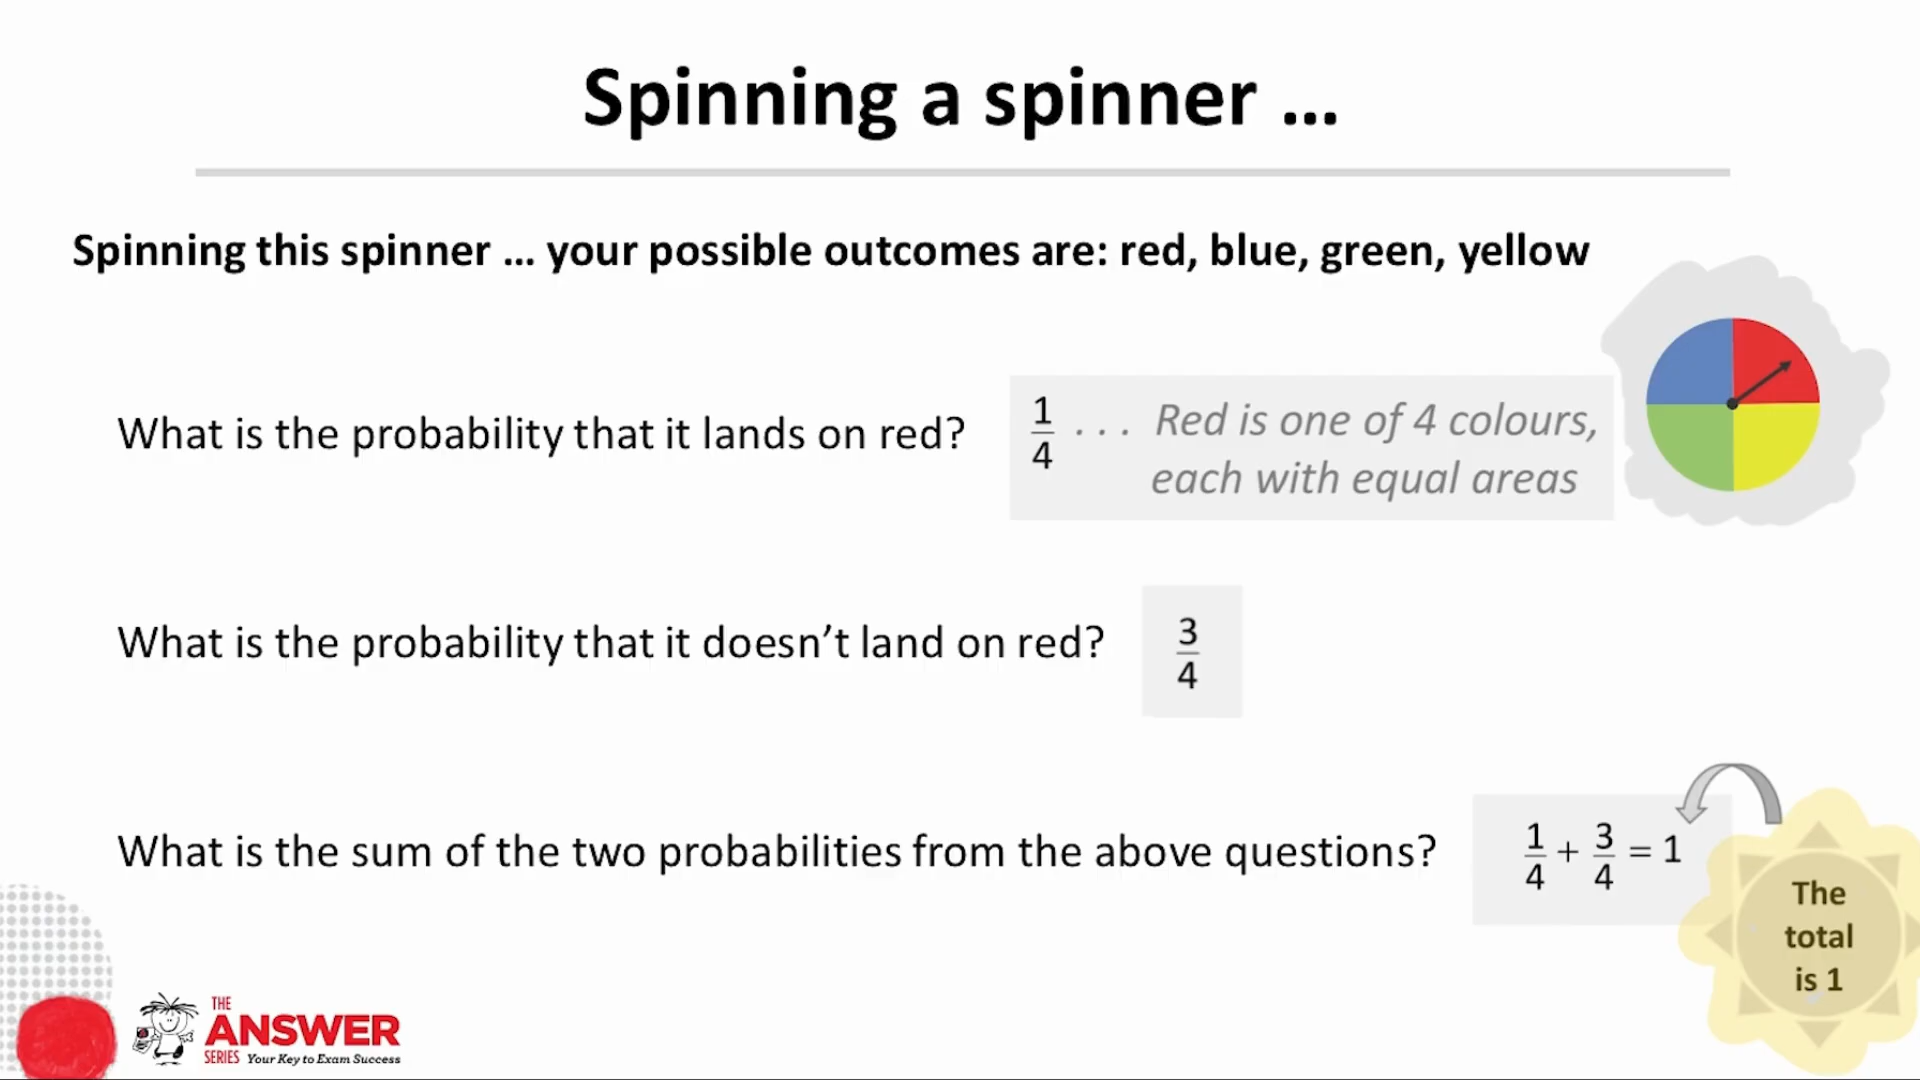 Spinning a spinner ...
Spinning this spinner ... your possible outcomes are: red, blue, green, yellow
What is the probability that it lands on red?
1/4 . . . Red is one of 4 colours,
each with equal areas
What is the probability that it doesn’t land on red?
3/4
What is the sum of the two probabilities from the above questions?
1/4 + 3/4 = 1
The
total
is 1
THE
ANSWER
SERIES Your Key to Exam Success